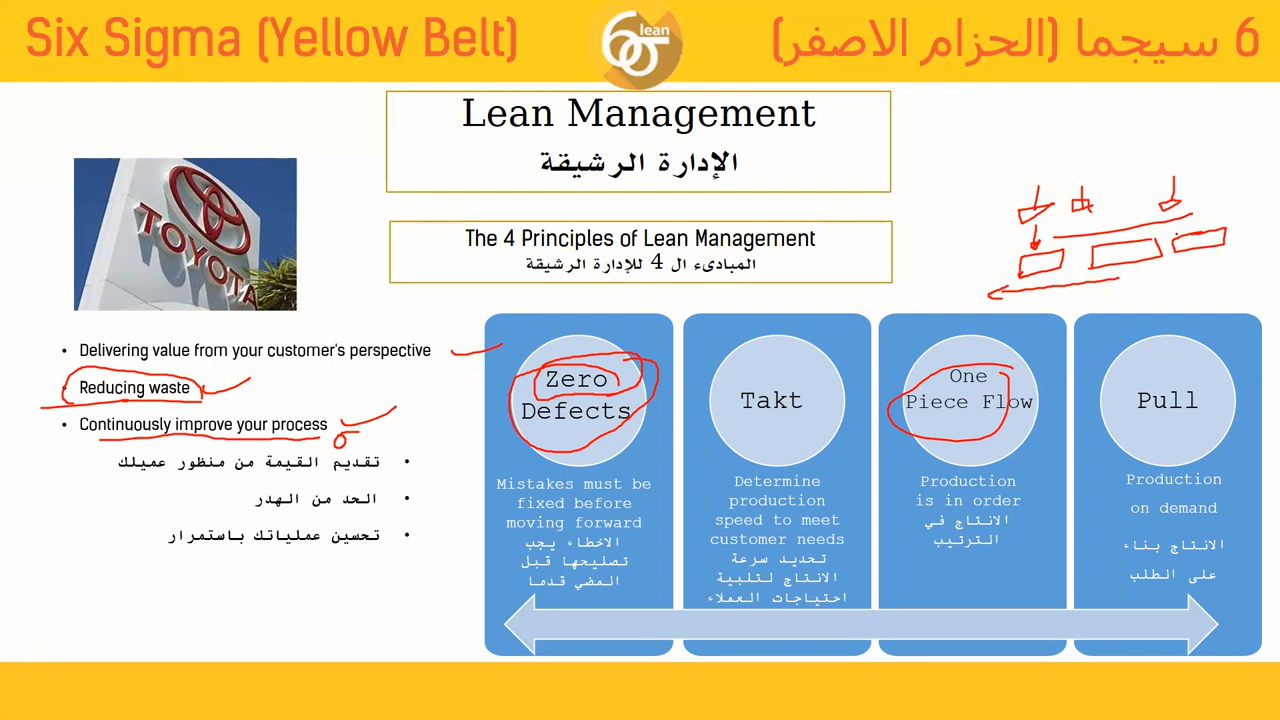 Six Sigma (Yellow Belt)
lean
6σ
6 سيجما (الحزام الاصفر)
Lean Management
الإدارة الرشيقة
The 4 Principles of Lean Management
المبادىء ال 4 للإدارة الرشيقة
TOYOTA
• Delivering value from your customer's perspective
• Reducing waste
• Continuously improve your process
• تقديم القيمة من منظور عميلك
• الحد من الهدر
• تحسين عملياتك باستمرار
Zero
Defects
Mistakes must be
fixed before
moving forward
الاخطاء يجب
تصليحها قبل
المضي قدما
Takt
Determine
production
speed to meet
customer needs
تحديد سرعة
الانتاج لتلبية
احتياجات العملاء
One
Piece Flow
Production
is in order
الانتاج في
الترتيب
Pull
Production
on demand
الانتاج بناء
على الطلب